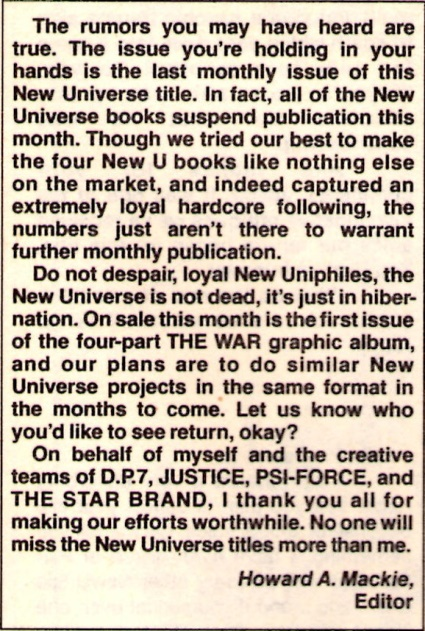 The rumors you may have heard are
true. The issue you're holding in your
hands is the last monthly issue of this
New Universe title. In fact, all of the New
Universe books suspend publication this
month. Though we tried our best to make
the four New U books like nothing else
on the market, and indeed captured an
extremely loyal hardcore following, the
numbers just aren't there to warrant
further monthly publication.
Do not despair, loyal New Uniphiles, the
New Universe is not dead, it's just in hiber-
nation. On sale this month is the first issue
of the four-part THE WAR graphic album,
and our plans are to do similar New
Universe projects in the same format in
the months to come. Let us know who
you'd like to see return, okay?
On behalf of myself and the creative
teams of D.P.7, JUSTICE, PSI-FORCE, and
THE STAR BRAND, I thank you all for
making our efforts worthwhile. No one will
miss the New Universe titles more than me.
Howard A. Mackie,
Editor